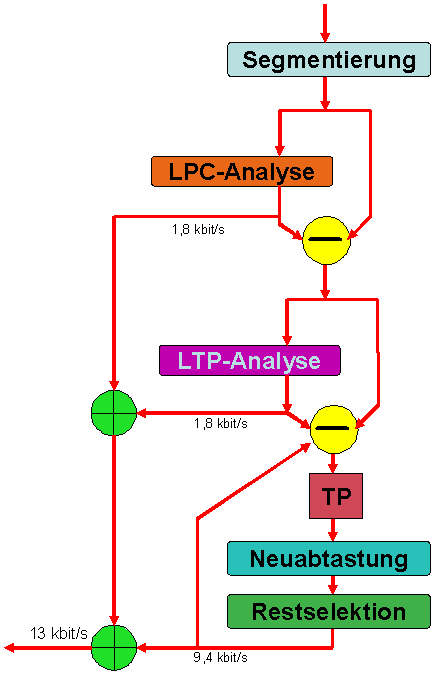 Segmentierung
LPC-Analyse
1,8 kbit/s
LTP-Analyse
1,8 kbit/s
TP
Neuabtastung
Restselektion
13 kbit/s
9,4 kbit/s